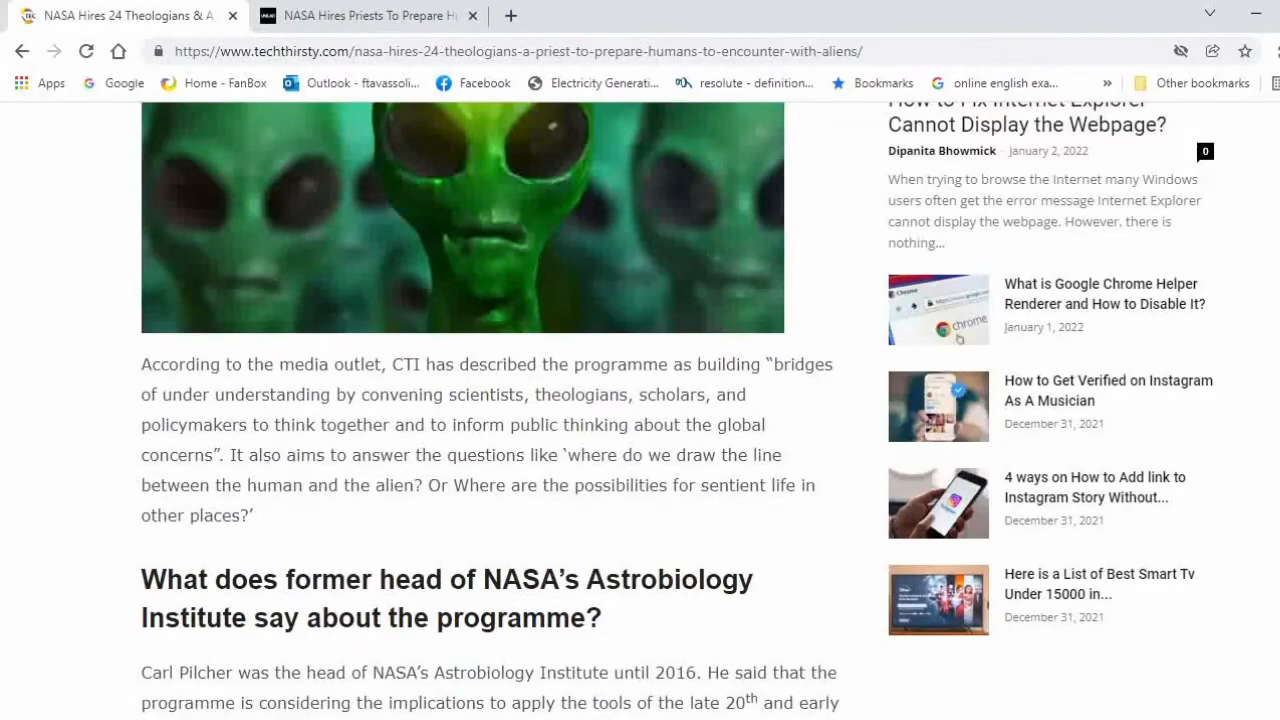 NASA Hires 24 Theologians & A
NASA Hires Priests To Prepare H
https://www.techthirsty.com/nasa-hires-24-theologians-a-priest-to-prepare-humans-to-encounter-with-aliens/
Apps
Google
Home - FanBox
Outlook - ftavassoli...
Facebook
Electricity Generati...
resolute - definition...
Bookmarks
online english exa...
»
Other bookmarks
How to Fix Internet Explorer
Cannot Display the Webpage?
Dipanita Bhowmick - January 2, 2022
0
When trying to browse the Internet many Windows
users often get the error message Internet Explorer
cannot display the webpage. However, there is
nothing...
What is Google Chrome Helper
Renderer and How to Disable It?
January 1, 2022
chrome
How to Get Verified on Instagram
As A Musician
December 31, 2021
4 ways on How to Add link to
Instagram Story Without...
December 31, 2021
Here is a List of Best Smart Tv
Under 15000 in...
December 31, 2021
According to the media outlet, CTI has described the programme as building “bridges
of under understanding by convening scientists, theologians, scholars, and
policymakers to think together and to inform public thinking about the global
concerns”. It also aims to answer the questions like ‘where do we draw the line
between the human and the alien? Or Where are the possibilities for sentient life in
other places?’
What does former head of NASA’s Astrobiology
Institute say about the programme?
Carl Pilcher was the head of NASA’s Astrobiology Institute until 2016. He said that the
programme is considering the implications to apply the tools of the late 20th and early